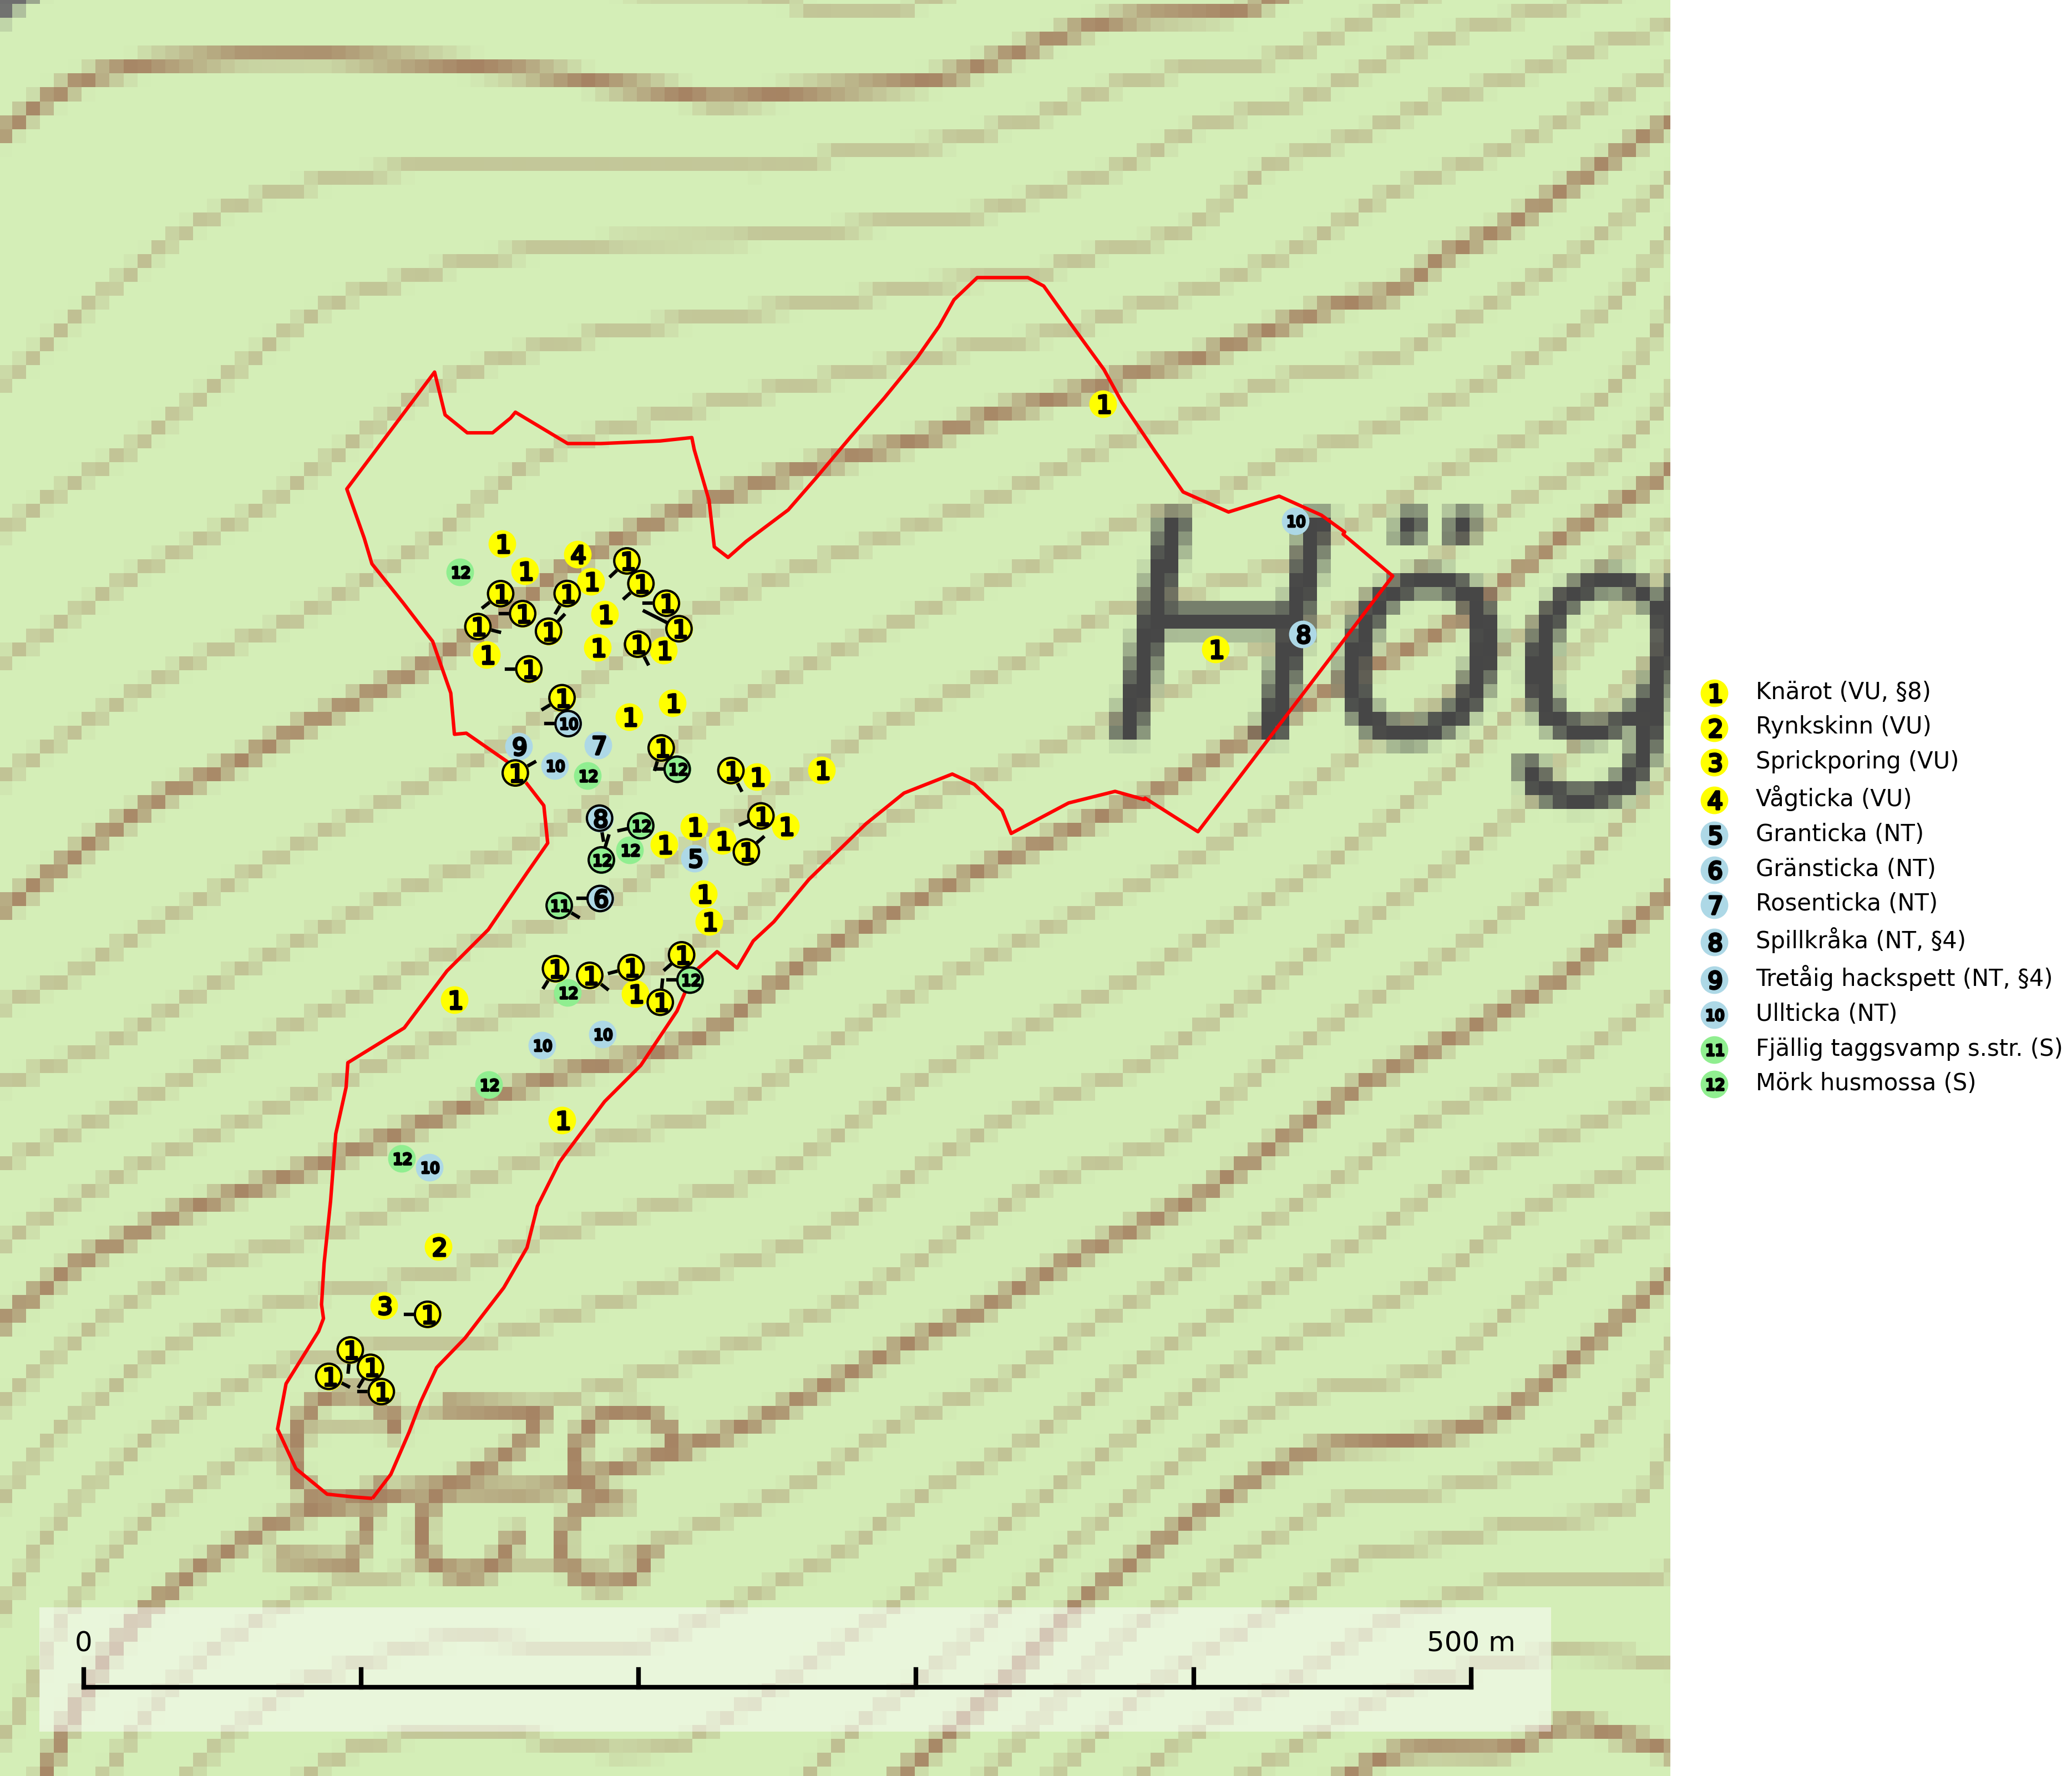 Hög
0 500 m
1 Knärot (VU, §8)
2 Rynkskinn (VU)
3 Sprickporing (VU)
4 Vågticka (VU)
5 Granticka (NT)
6 Gränsticka (NT)
7 Rosenticka (NT)
8 Spillkråka (NT, §4)
9 Tretåig hackspett (NT, §4)
10 Ullticka (NT)
11 Fjällig taggsvamp s.str. (S)
12 Mörk husmossa (S)